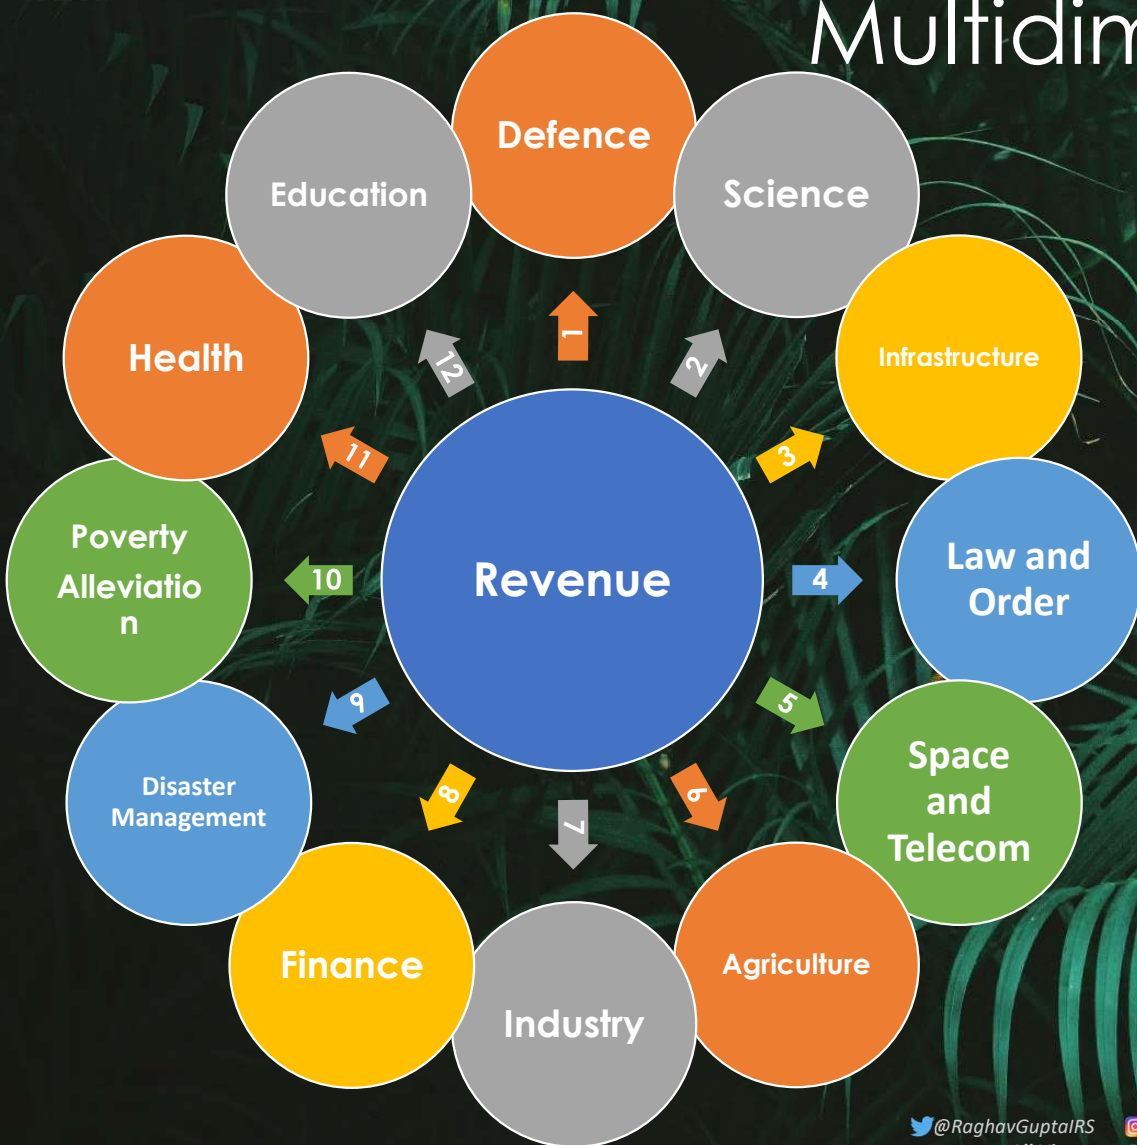 Multidim
Defence
Science
Education
Infrastructure
Health
1
2
12
3
11
Law and
Order
Poverty
Alleviatio
n
Revenue
10
4
9
5
Space
and
Telecom
Disaster
Management
8
6
7
Finance
Agriculture
Industry
@RaghavGuptaIRS